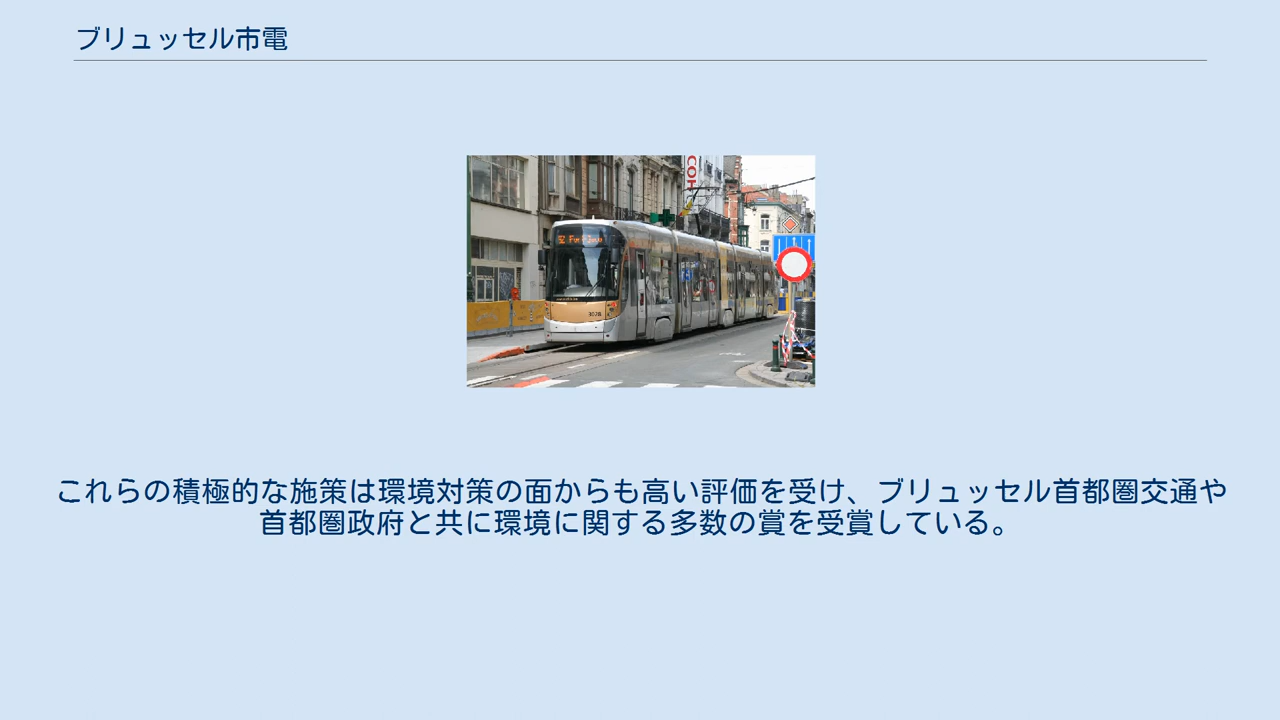 ブリュッセル市電
COH
3028
これらの積極的な施策は環境対策の面からも高い評価を受け、ブリュッセル首都圏交通や
首都圏政府と共に環境に関する多数の賞を受賞している。